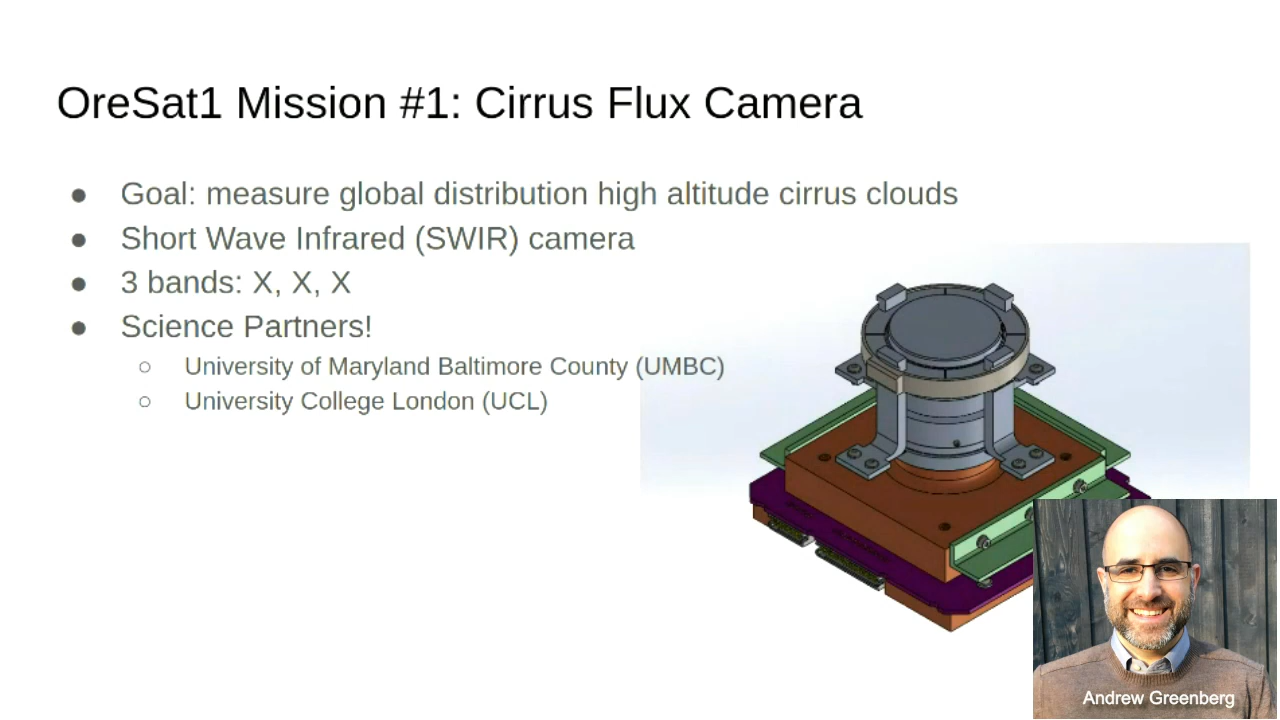 OreSat1 Mission #1: Cirrus Flux Camera
● Goal: measure global distribution high altitude cirrus clouds
● Short Wave Infrared (SWIR) camera
● 3 bands: X, X, X
● Science Partners!
○ University of Maryland Baltimore County (UMBC)
○ University College London (UCL)
Andrew Greenberg